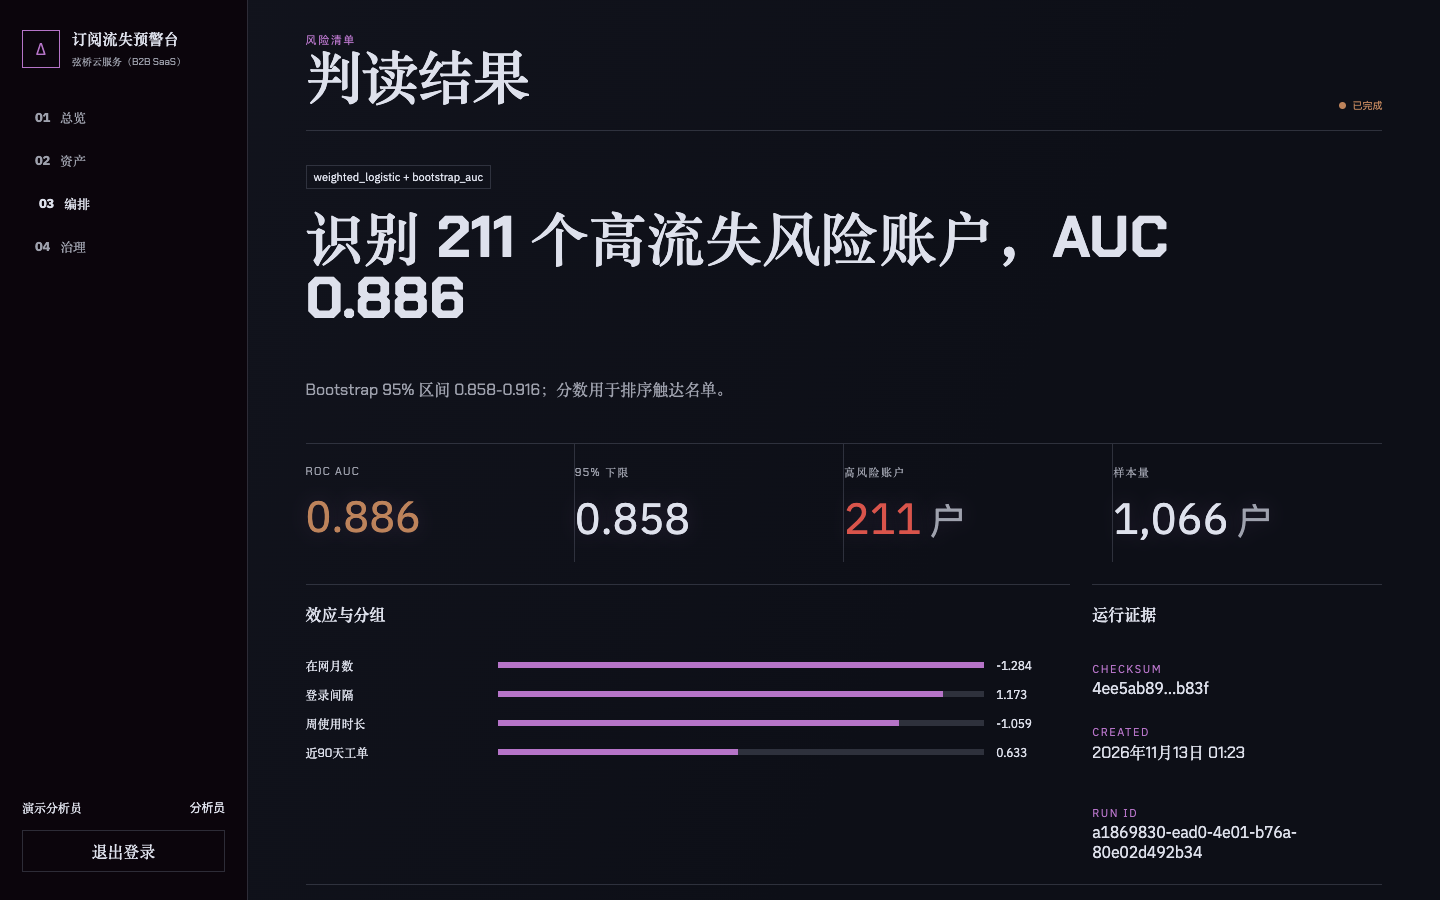 Δ
订阅流失预警台
弦桥云服务（B2B SaaS）
01 总览
02 资产
03 编排
04 治理
演示分析员 分析员
退出登录
风险清单
判读结果
已完成
weighted_logistic + bootstrap_auc
识别 211 个高流失风险账户，AUC
0.886
Bootstrap 95% 区间 0.858-0.916；分数用于排序触达名单。
ROC AUC
0.886
95% 下限
0.858
高风险账户
211 户
样本量
1,066 户
效应与分组
在网月数 -1.284
登录间隔 1.173
周使用时长 -1.059
近90天工单 0.633
运行证据
CHECKSUM
4ee5ab89...b83f
CREATED
2026年11月13日 01:23
RUN ID
a1869830-ead0-4e01-b76a-
80e02d492b34